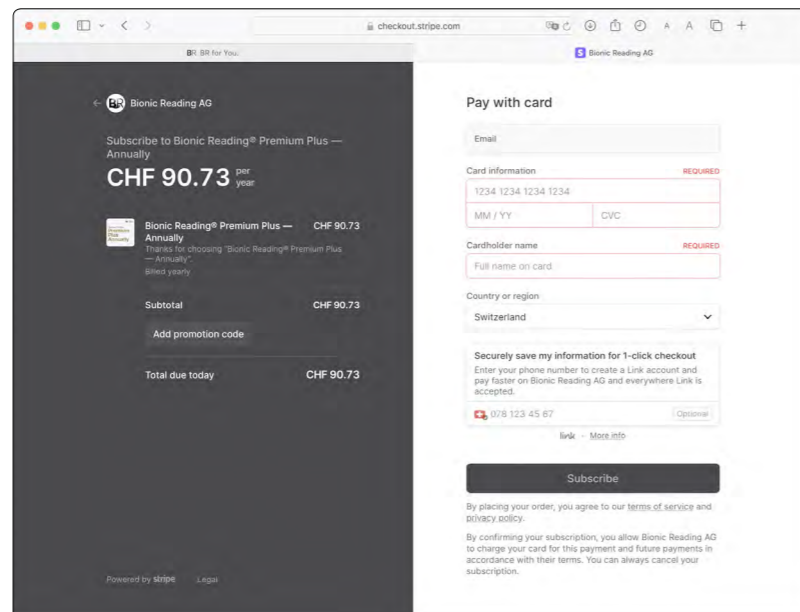 checkout.stripe.com
A A
BR BR for You.
S Bionic Reading AG
BR Bionic Reading AG
Subscribe to Bionic Reading® Premium Plus —
Annually
CHF 90.73 per
year
Premium
Plus
Annually
Bionic Reading® Premium Plus — CHF 90.73
Annually
Thanks for choosing "Bionic Reading® Premium Plus
— Annually".
Billed yearly
Subtotal CHF 90.73
Add promotion code
Total due today CHF 90.73
Powered by stripe Legal
Pay with card
Email
Card information REQUIRED
1234 1234 1234 1234
MM / YY CVC
Cardholder name REQUIRED
Full name on card
Country or region
Switzerland
Securely save my information for 1-click checkout
Enter your phone number to create a Link account and
pay faster on Bionic Reading AG and everywhere Link is
accepted.
078 123 45 67 Optional
link · More info
Subscribe
By placing your order, you agree to our terms of service and
privacy policy.
By confirming your subscription, you allow Bionic Reading AG
to charge your card for this payment and future payments in
accordance with their terms. You can always cancel your
subscription.